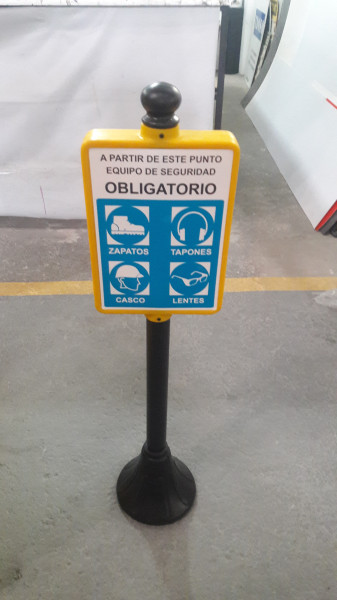 A PARTIR DE ESTE PUNTO
EQUIPO DE SEGURIDAD
OBLIGATORIO
ZAPATOS TAPONES
CASCO LENTES